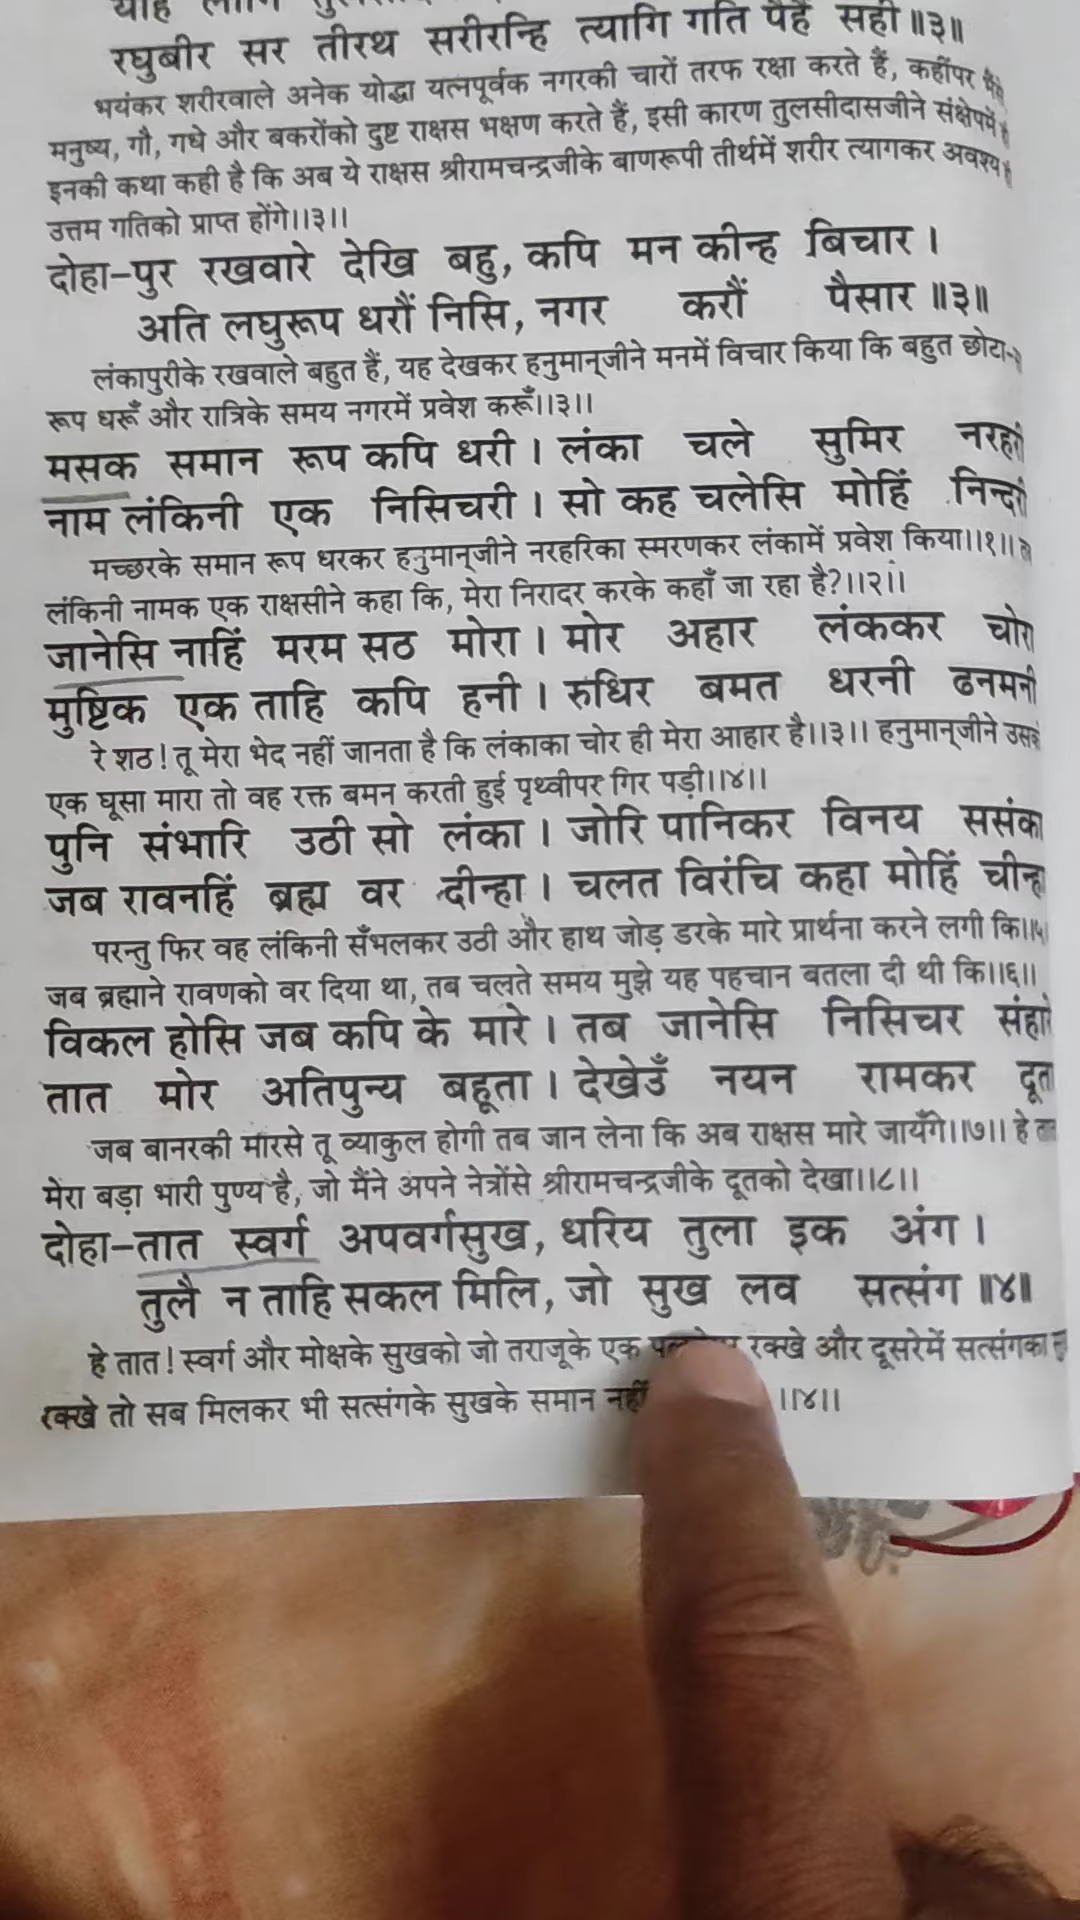 रघुबीर सर तीरथ सरीरन्हि त्यागि गति पैहैं सही॥३॥
भयंकर शरीरवाले अनेक योद्धा यत्नपूर्वक नगरकी चारों तरफ रक्षा करते हैं, कहींपर
मनुष्य, गौ, गधे और बकरोंको दुष्ट राक्षस भक्षण करते हैं, इसी कारण तुलसीदासजीने संक्षेपमें
इनकी कथा कही है कि अब ये राक्षस श्रीरामचन्द्रजीके बाणरूपी तीर्थमें शरीर त्यागकर अवश्य
उत्तम गतिको प्राप्त होंगे।।३।।
दोहा–पुर रखवारे देखि बहु, कपि मन कीन्ह बिचार।
अति लघुरूप धरौं निसि, नगर करौं पैसार॥३॥
लंकापुरीके रखवाले बहुत हैं, यह देखकर हनुमान्जीने मनमें विचार किया कि बहुत छोटा-
रूप धरूँ और रात्रिके समय नगरमें प्रवेश करूँ।।३।।
मसक समान रूप कपि धरी। लंका चले सुमिर नरहरी
नाम लंकिनी एक निसिचरी। सो कह चलेसि मोहिं निन्दरी
मच्छरके समान रूप धरकर हनुमान्जीने नरहरिका स्मरणकर लंकामें प्रवेश किया।।१।।
लंकिनी नामक एक राक्षसीने कहा कि, मेरा निरादर करके कहाँ जा रहा है?।।२।।
जानेसि नाहिं मरम सठ मोरा। मोर अहार लंककर चोरा
मुष्टिक एक ताहि कपि हनी। रुधिर बमत धरनी ढनमनी
रे शठ! तू मेरा भेद नहीं जानता है कि लंकाका चोर ही मेरा आहार है।।३।। हनुमान्जीने उसके
एक घूसा मारा तो वह रक्त बमन करती हुई पृथ्वीपर गिर पड़ी।।४।।
पुनि संभारि उठी सो लंका। जोरि पानिकर विनय ससंका
जब रावनहिं ब्रह्म वर दीन्हा। चलत विरंचि कहा मोहिं चीन्हा
परन्तु फिर वह लंकिनी सँभलकर उठी और हाथ जोड़ डरके मारे प्रार्थना करने लगी कि।।५।
जब ब्रह्माने रावणको वर दिया था, तब चलते समय मुझे यह पहचान बतला दी थी कि।।६।।
विकल होसि जब कपि के मारे। तब जानेसि निसिचर संहारे
तात मोर अतिपुन्य बहूता। देखेउँ नयन रामकर दूता
जब बानरकी मारसे तू व्याकुल होगी तब जान लेना कि अब राक्षस मारे जायँगे।।७।। हे तात
मेरा बड़ा भारी पुण्य है, जो मैंने अपने नेत्रोंसे श्रीरामचन्द्रजीके दूतको देखा।।८।।
दोहा–तात स्वर्ग अपवर्गसुख, धरिय तुला इक अंग।
तुलै न ताहि सकल मिलि, जो सुख लव सत्संग॥४॥
हे तात! स्वर्ग और मोक्षके सुखको जो तराजूके एक रक्खे और दूसरेमें सत्संगका
रक्खे तो सब मिलकर भी सत्संगके सुखके समान नहीं ।।४।।